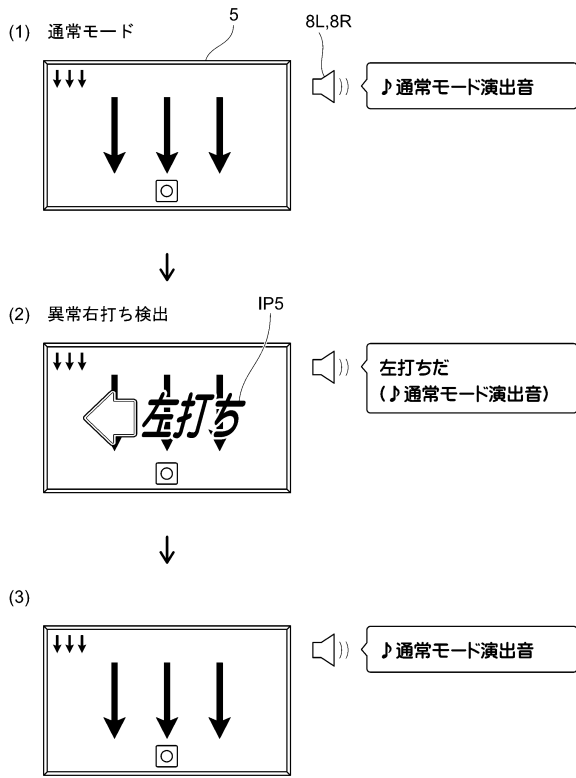 (1) 通常モード
5
8L,8R
♪通常モード演出音
(2) 異常右打ち検出
IP5
左打ち
左打ちだ
(♪通常モード演出音)
(3)
♪通常モード演出音